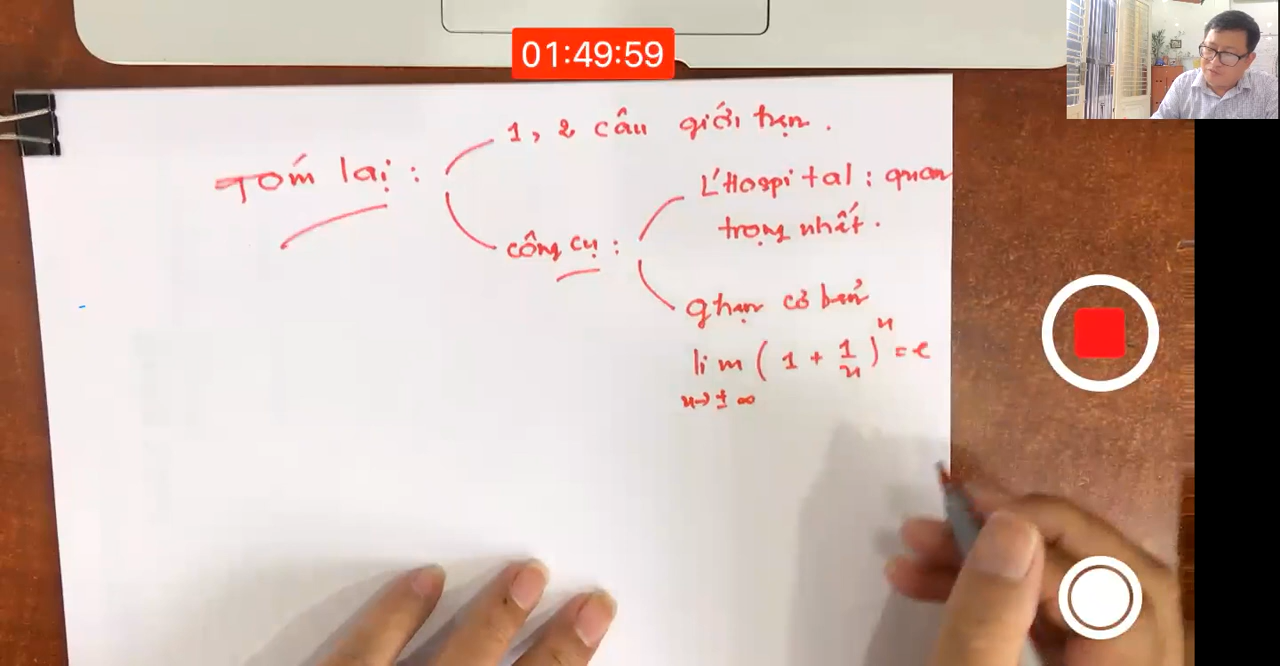 01:49:59
1, 2 câu giới hạn.
Tóm lại:
L'Hospital: quan
trọng nhất.
công cụ:
ghạn cơ bản
lim (1 + 1/x)^x = e
x→ ± ∞